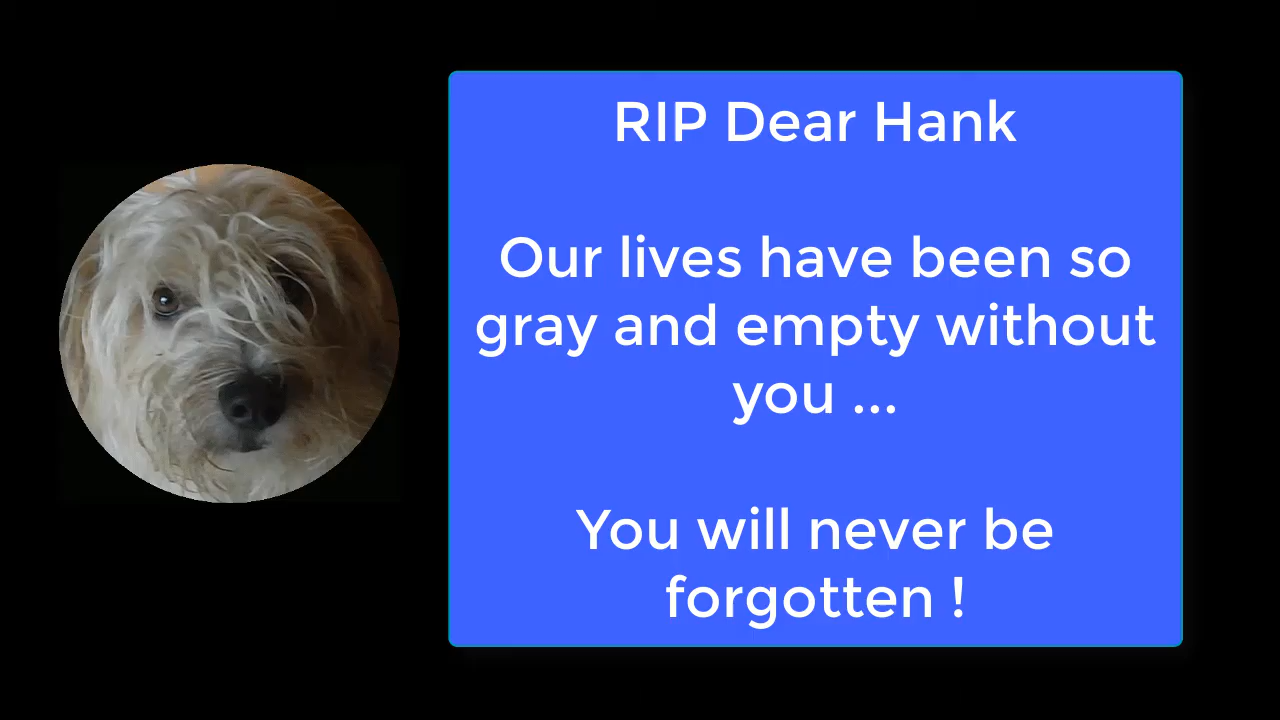 RIP Dear Hank
Our lives have been so
gray and empty without
you ...
You will never be
forgotten !